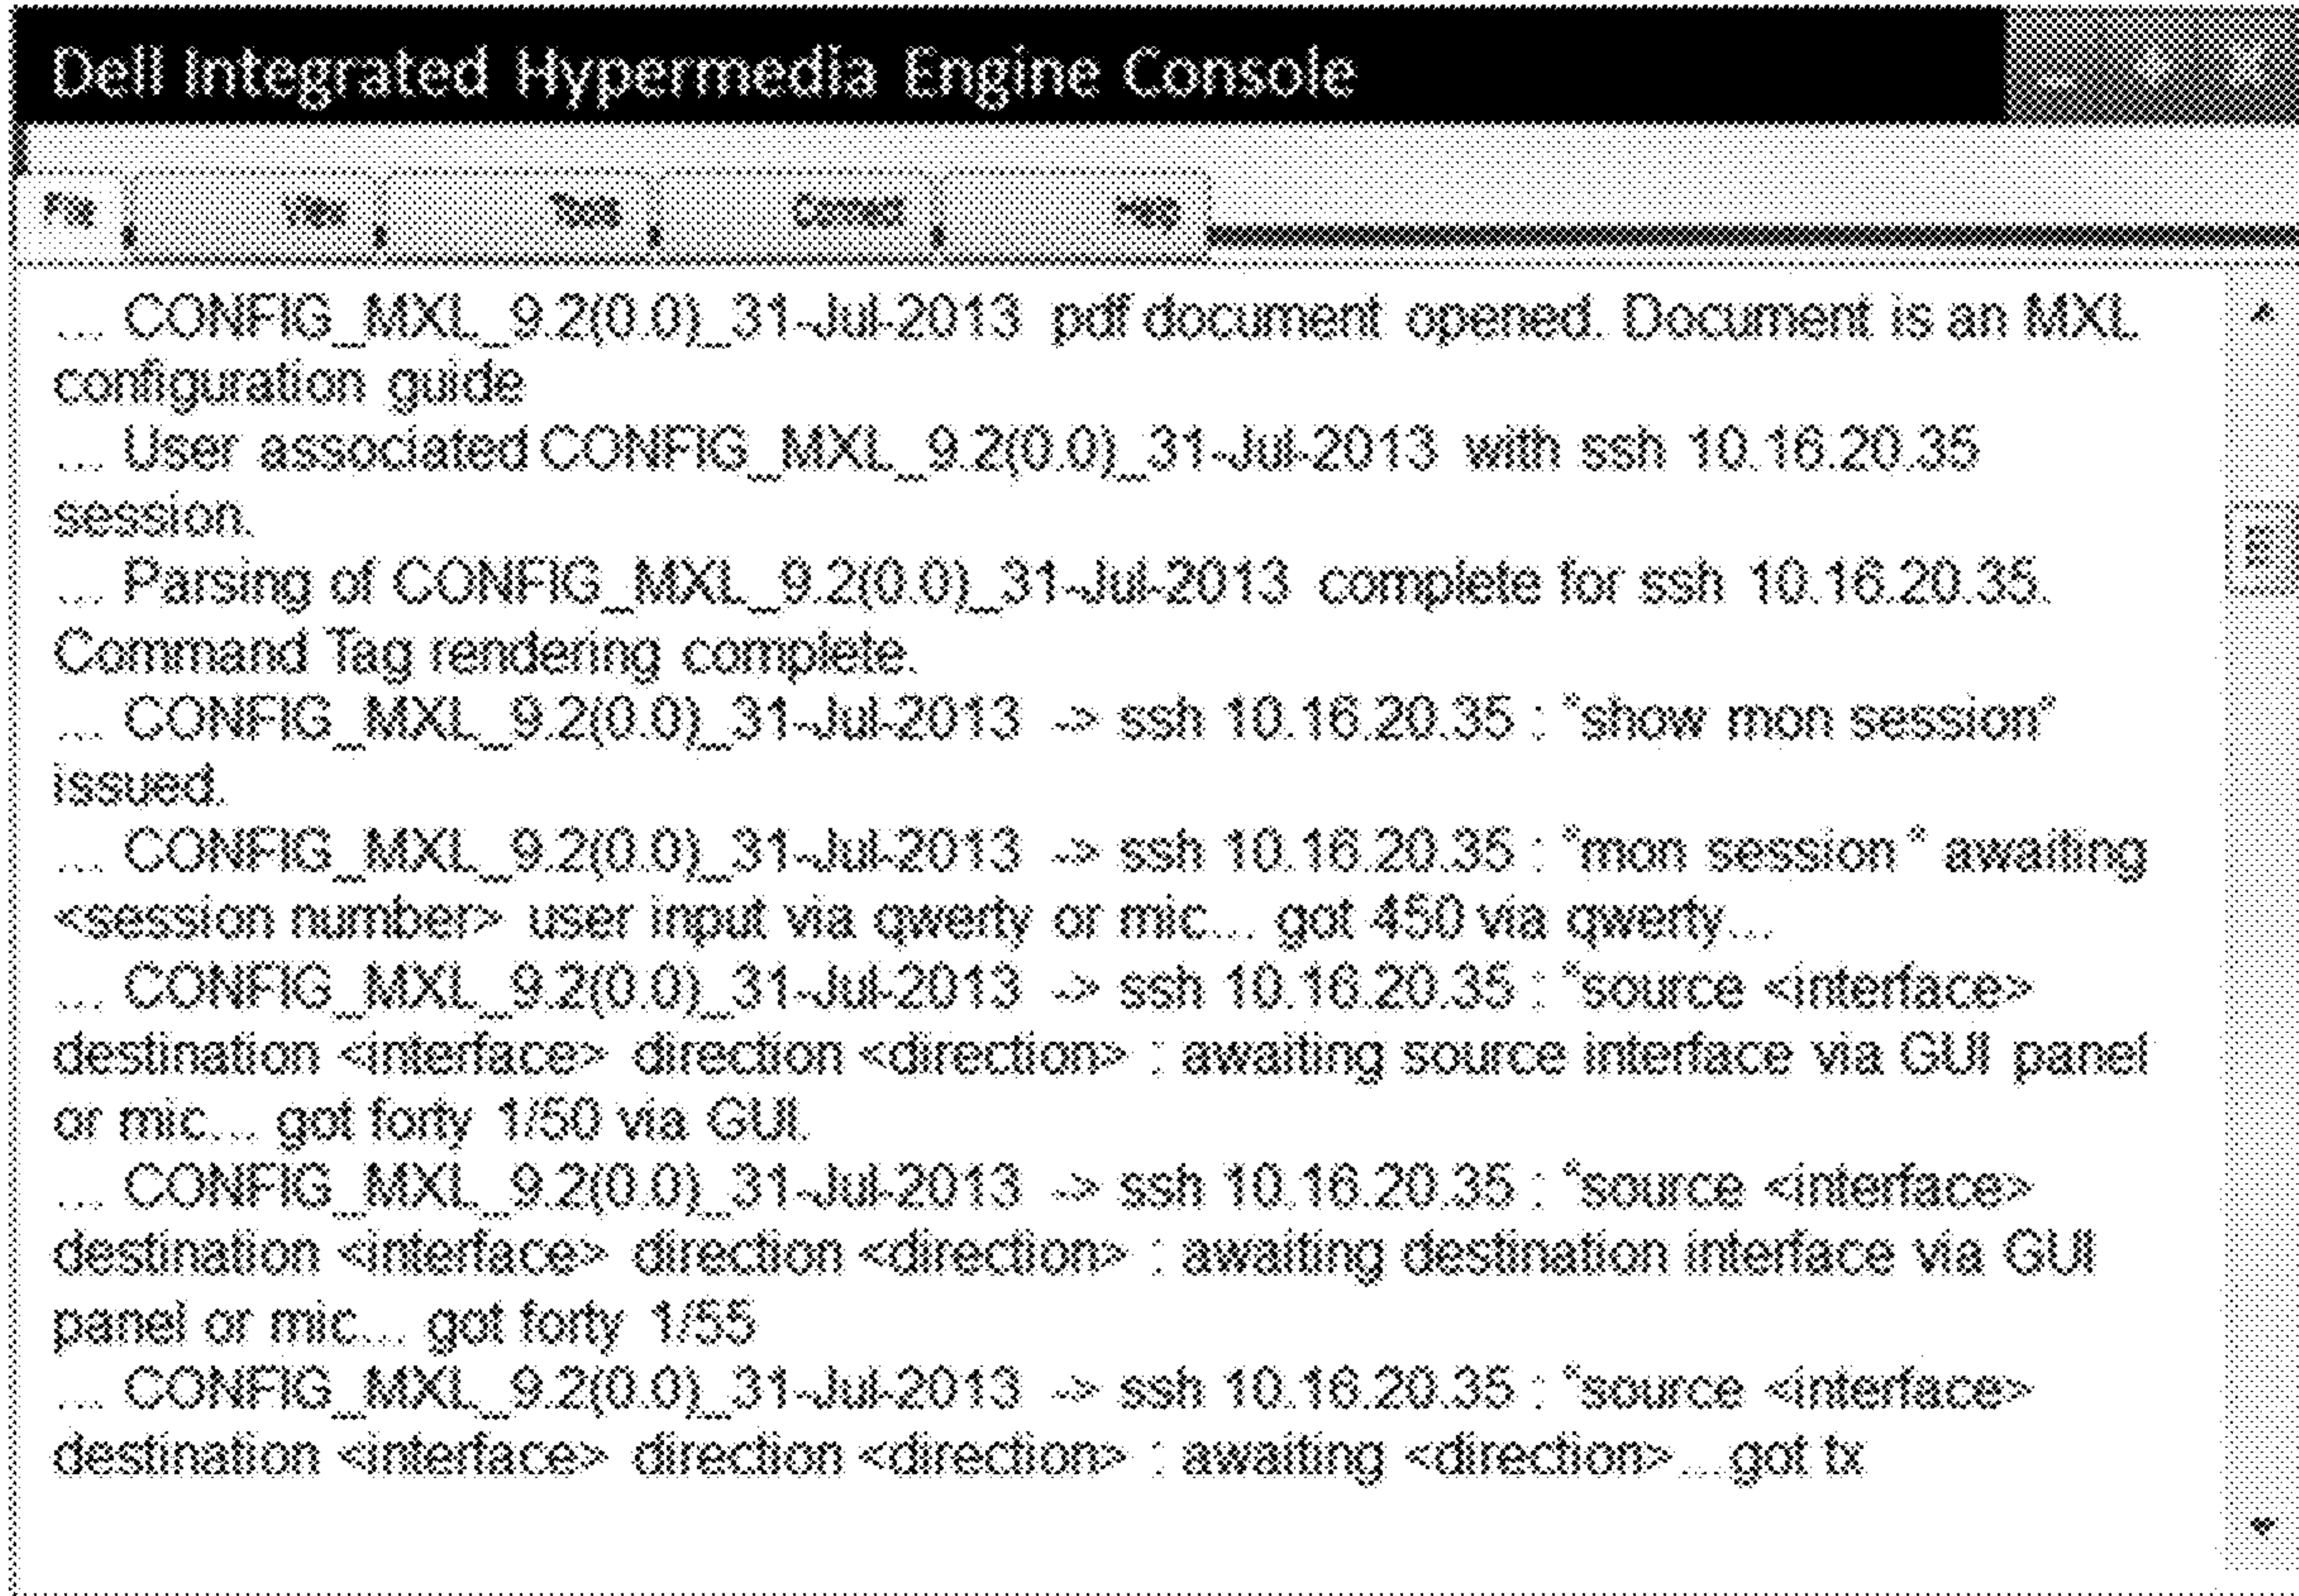 Dell Integrated Hypermedia Engine Console
File View Tools Connect Help
... CONFIG_MXL_9.2(0.0)_31-Jul-2013 pdf document opened. Document is an MXL
configuration guide
... User associated CONFIG_MXL_9.2(0.0)_31-Jul-2013 with ssh 10.16.20.35
session.
... Parsing of CONFIG_MXL_9.2(0.0)_31-Jul-2013 complete for ssh 10.16.20.35.
Command Tag rendering complete.
... CONFIG_MXL_9.2(0.0)_31-Jul-2013 -> ssh 10.16.20.35 : "show mon session"
issued.
... CONFIG_MXL_9.2(0.0)_31-Jul-2013 -> ssh 10.16.20.35 : "mon session " awaiting
<session number> user input via qwerty or mic... got 450 via qwerty...
... CONFIG_MXL_9.2(0.0)_31-Jul-2013 -> ssh 10.16.20.35 : "source <interface>
destination <interface> direction <direction> : awaiting source interface via GUI panel
or mic... got forty 1/50 via GUI.
... CONFIG_MXL_9.2(0.0)_31-Jul-2013 -> ssh 10.16.20.35 : "source <interface>
destination <interface> direction <direction> : awaiting destination interface via GUI
panel or mic... got forty 1/55
... CONFIG_MXL_9.2(0.0)_31-Jul-2013 -> ssh 10.16.20.35 : "source <interface>
destination <interface> direction <direction> : awaiting <direction>...got tx